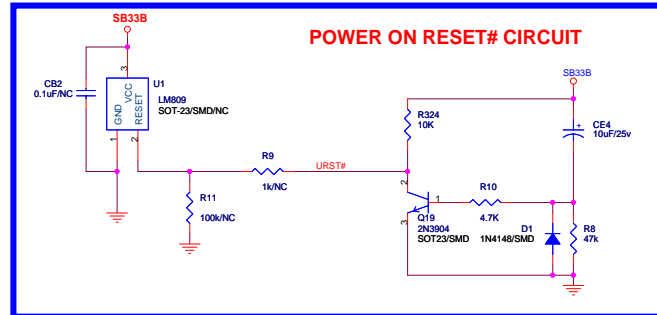 SB33B
POWER ON RESET# CIRCUIT
SB33B
CB2
0.1uF/NC
3
U1
VCC
GND
RESET
LM809
SOT-23/SMD/NC
1
2
R324
10K
+
CE4
10uF/25v
R9
URST#
1k/NC
2
R11
100k/NC
1
R10
4.7K
3
Q19
2N3904
SOT23/SMD
D1
1N4148/SMD
R8
47k